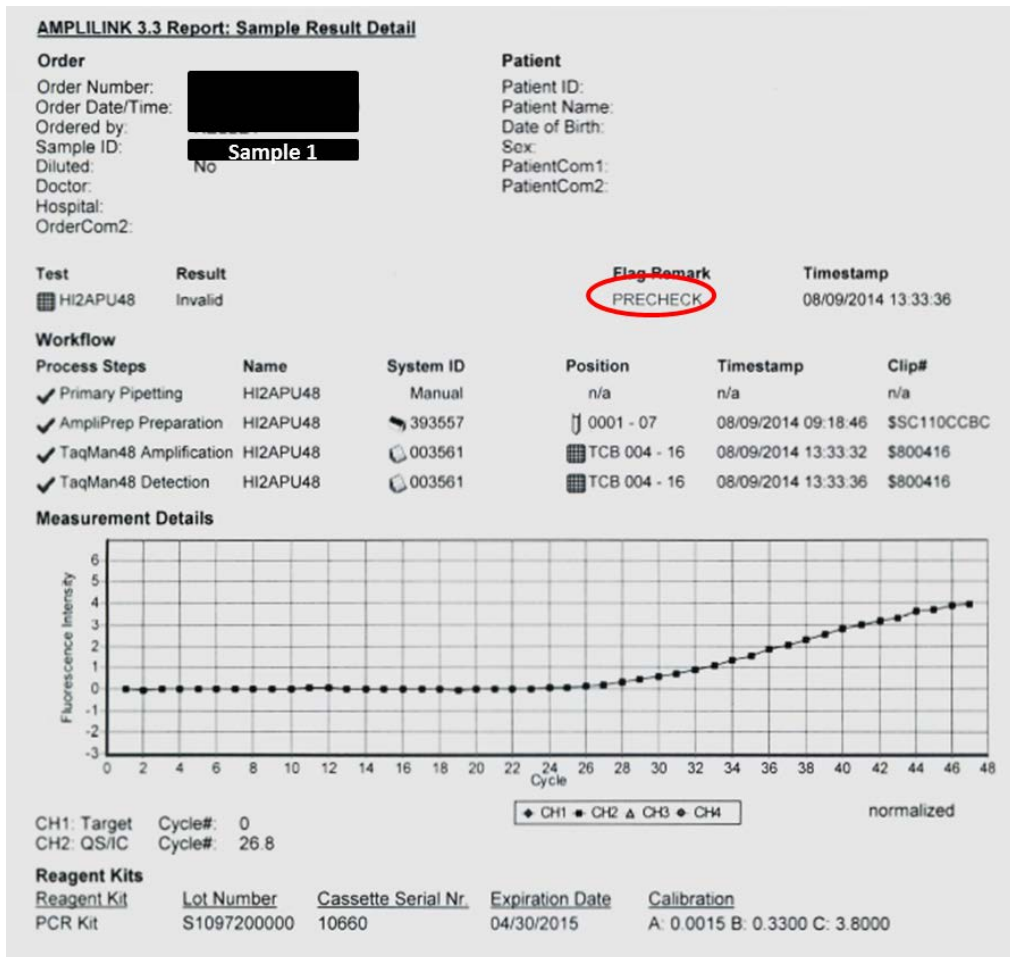 AMPLILINK 3.3 Report: Sample Result Detail
Order
Order Number:
Order Date/Time:
Ordered by:
Sample ID: Sample 1
Diluted: No
Doctor:
Hospital:
OrderCom2:
Patient
Patient ID:
Patient Name:
Date of Birth:
Sex:
PatientCom1:
PatientCom2:
Test Result Flag Remark Timestamp
HI2APU48 Invalid PRECHECK 08/09/2014 13:33:36
Workflow
Process Steps Name System ID Position Timestamp Clip#
Primary Pipetting HI2APU48 Manual n/a n/a n/a
AmpliPrep Preparation HI2APU48 393557 0001 - 07 08/09/2014 09:18:46 $SC110CCBC
TaqMan48 Amplification HI2APU48 003561 TCB 004 - 16 08/09/2014 13:33:32 $800416
TaqMan48 Detection HI2APU48 003561 TCB 004 - 16 08/09/2014 13:33:36 $800416
Measurement Details
Fluorescence Intensity
6
5
4
3
2
1
0
-1
-2
-3
0 2 4 6 8 10 12 14 16 18 20 22 24 26 28 30 32 34 36 38 40 42 44 46 48
Cycle
CH1 CH2 CH3 CH4
normalized
CH1: Target Cycle#: 0
CH2: QS/IC Cycle#: 26.8
Reagent Kits
Reagent Kit Lot Number Cassette Serial Nr. Expiration Date Calibration
PCR Kit S1097200000 10660 04/30/2015 A: 0.0015 B: 0.3300 C: 3.8000